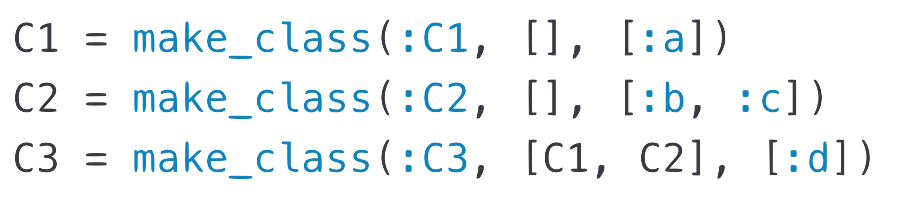 C1 = make_class(:C1, [], [:a])
C2 = make_class(:C2, [], [:b, :c])
C3 = make_class(:C3, [C1, C2], [:d])